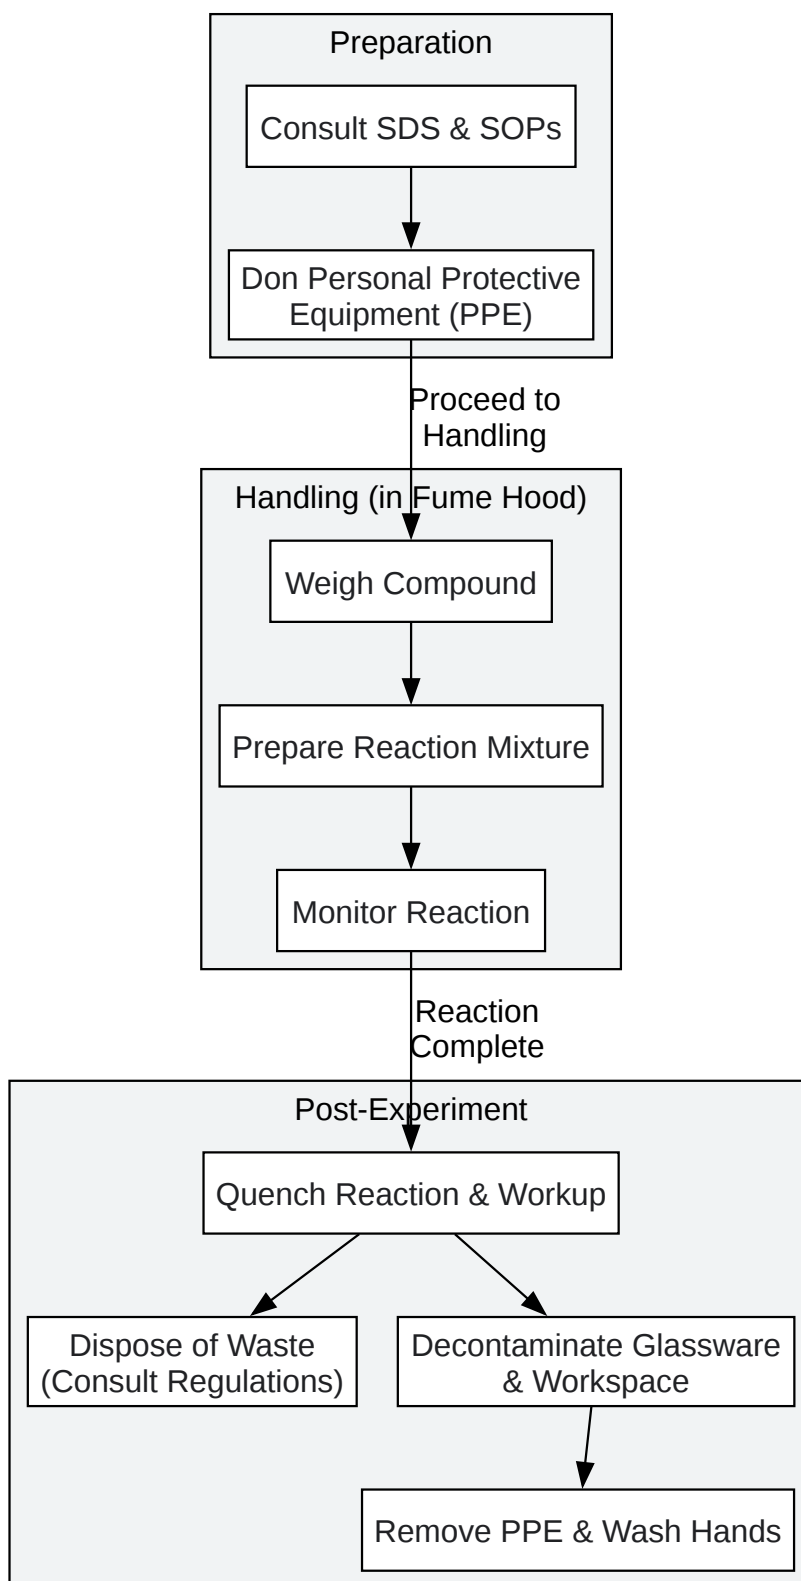 Preparation
Consult SDS & SOPs
Don Personal Protective
Equipment (PPE)
Proceed to
Handling
Handling (in Fume Hood)
Weigh Compound
Prepare Reaction Mixture
Monitor Reaction
Reaction
Complete
Post-Experiment
Quench Reaction & Workup
Dispose of Waste
(Consult Regulations)
Decontaminate Glassware
& Workspace
Remove PPE & Wash Hands